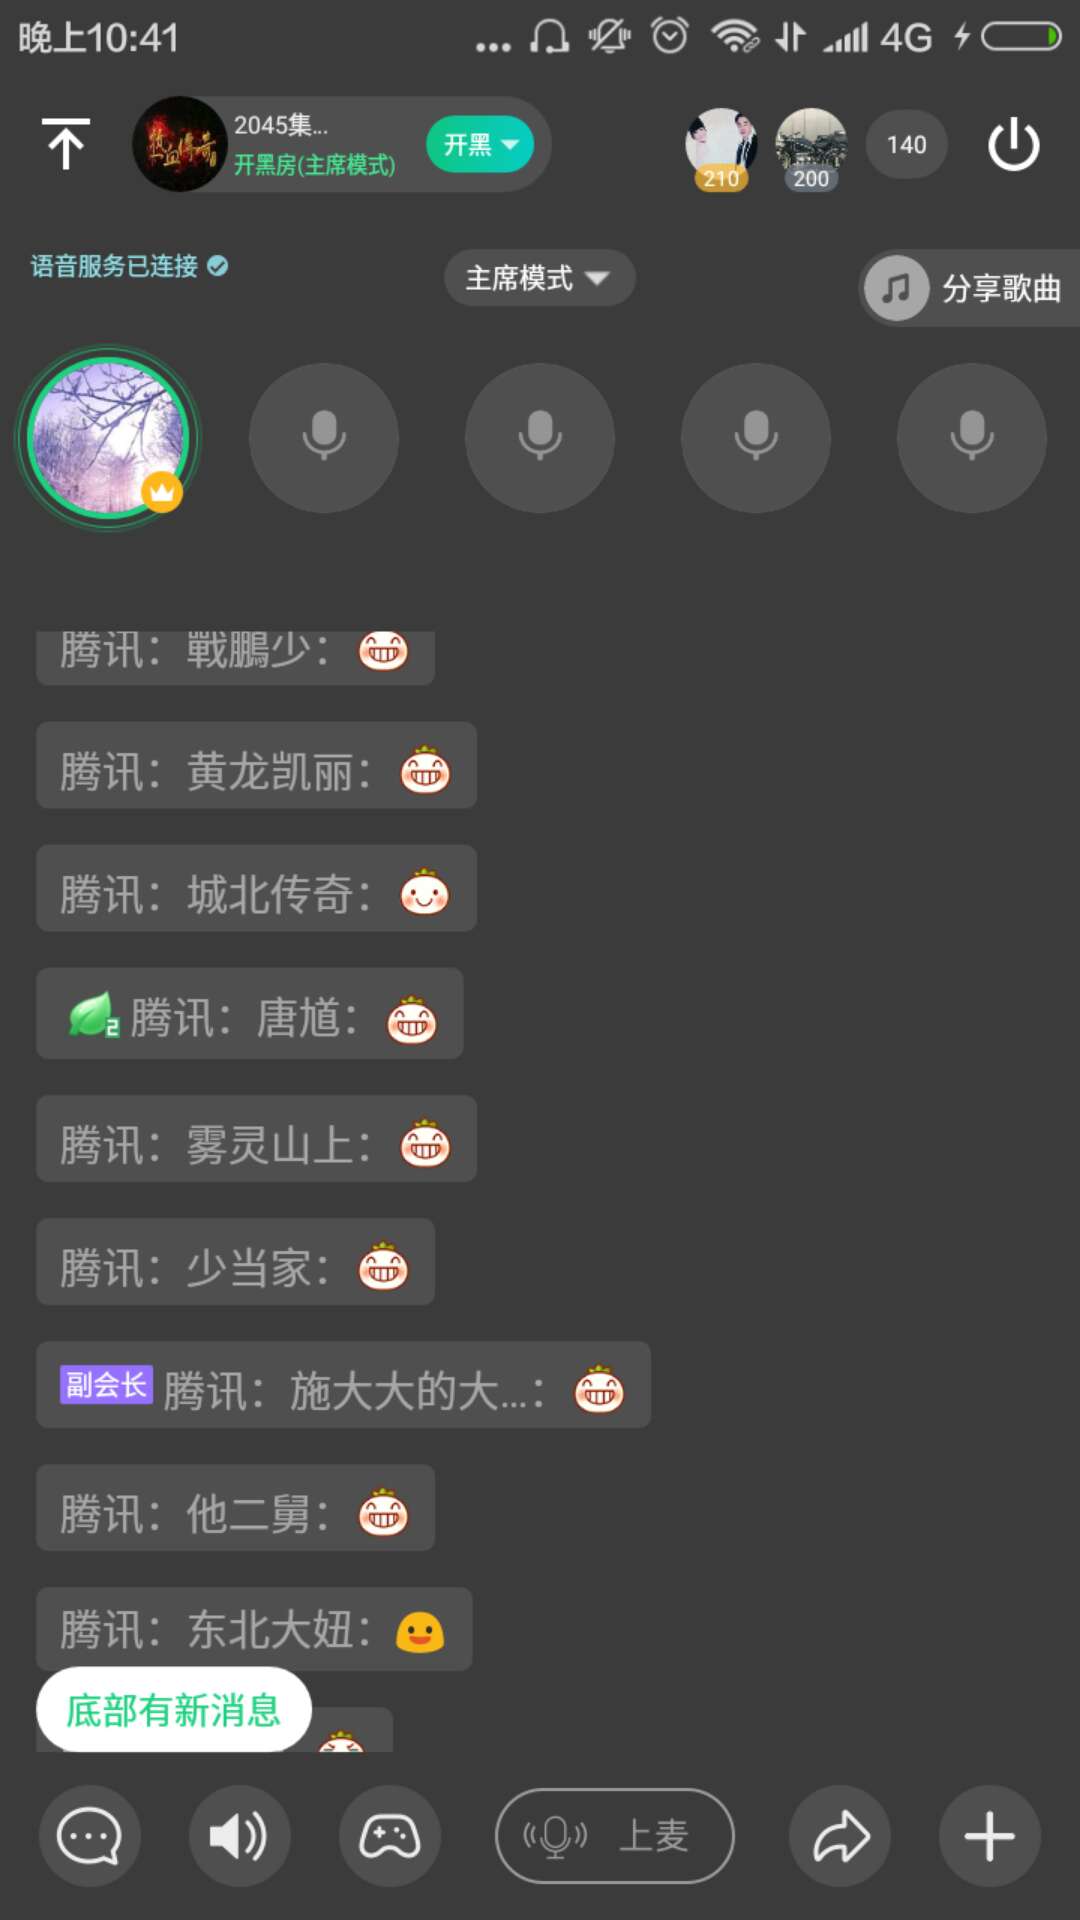 晚上10:41
4G
热血传奇
2045集...
开黑房(主席模式)
开黑
210
200
140
语音服务已连接
主席模式
分享歌曲
腾讯：戰鵬少：
腾讯：黄龙凯丽：
腾讯：城北传奇：
2 腾讯：唐馗：
腾讯：雾灵山上：
腾讯：少当家：
副会长 腾讯：施大大的大...：
腾讯：他二舅：
腾讯：东北大妞：
底部有新消息
上麦